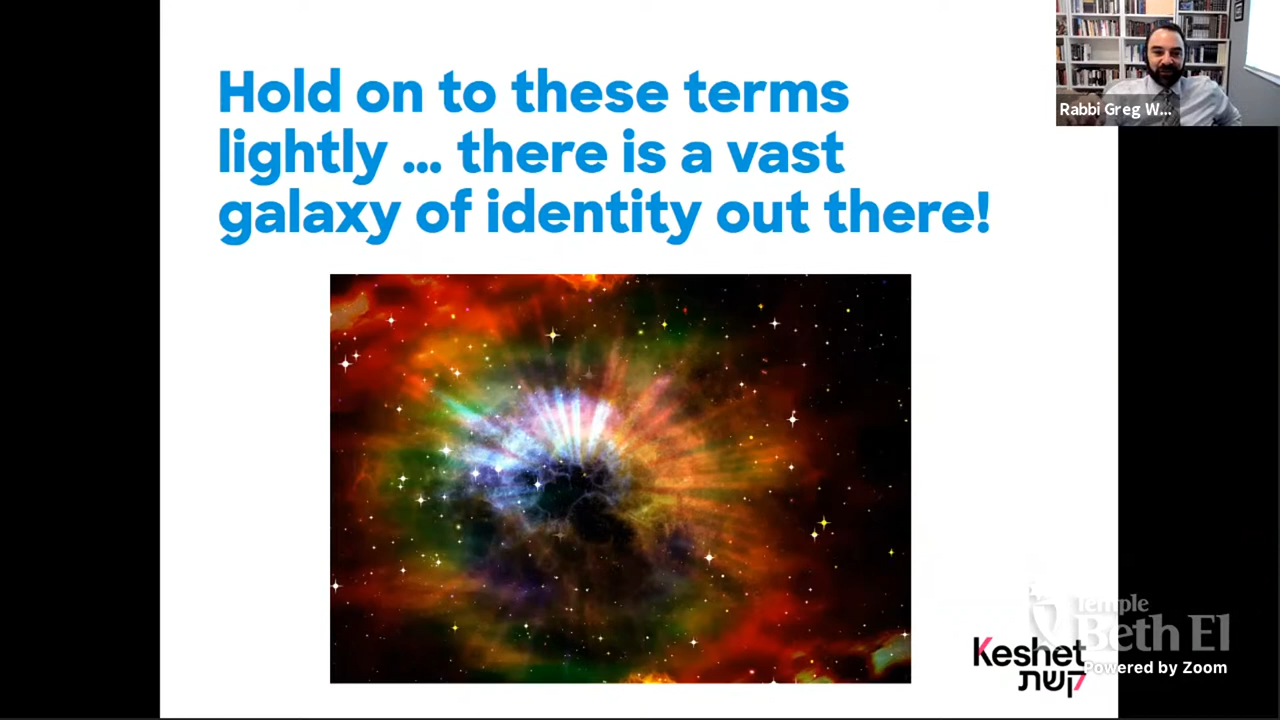 Hold on to these terms
lightly ... there is a vast
galaxy of identity out there!
Rabbi Greg W...
Temple
Beth El
Keshet
קשת
Powered by Zoom